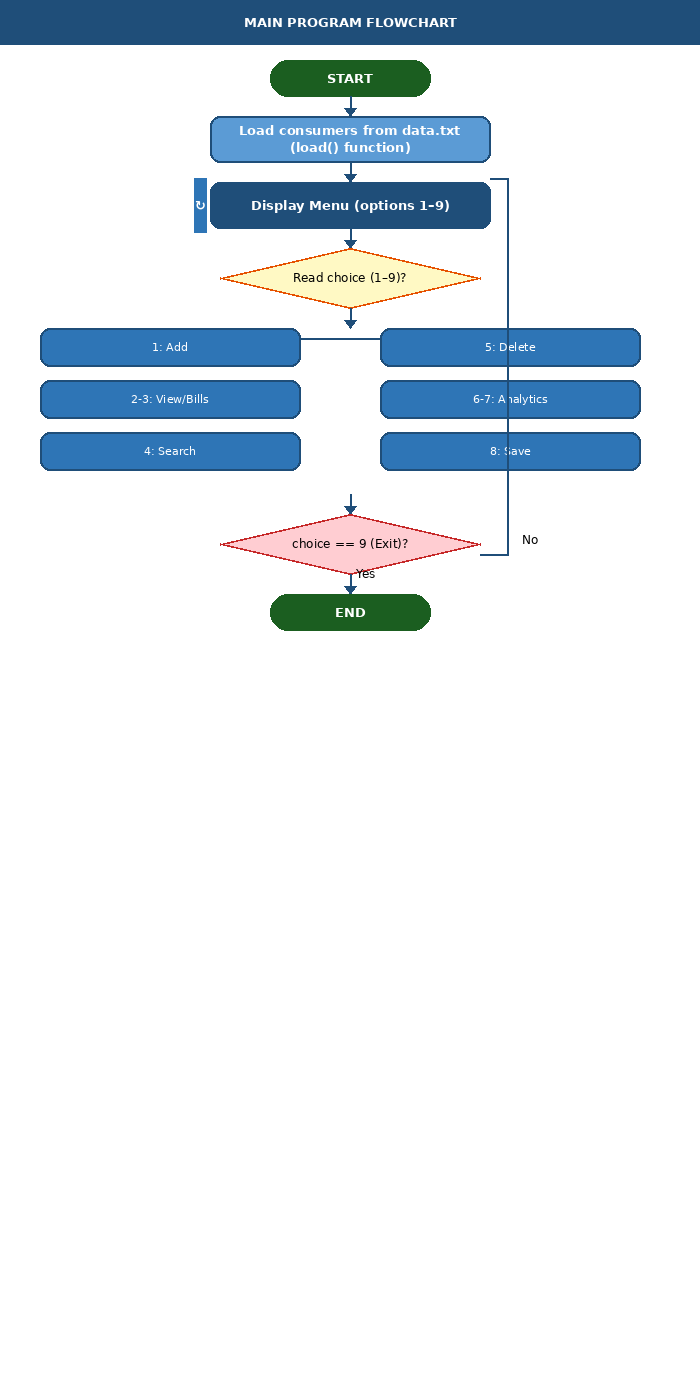 MAIN PROGRAM FLOWCHART
START
Load consumers from data.txt
(load() function)
↻
Display Menu (options 1–9)
Read choice (1–9)?
1: Add
5: Delete
2-3: View/Bills
6-7: Analytics
4: Search
8: Save
choice == 9 (Exit)?
No
Yes
END